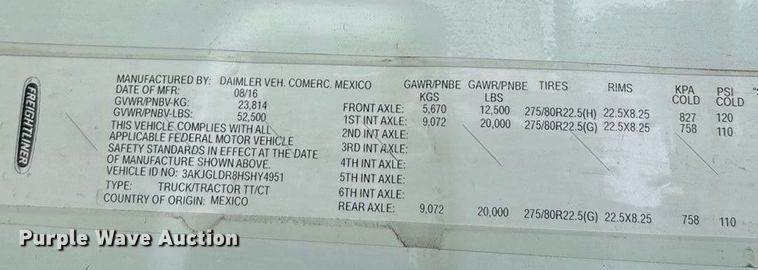 FREIGHTLINER
MANUFACTURED BY: DAIMLER VEH. COMERC. MEXICO
DATE OF MFR: 08/16
GVWR/PNBV-KG: 23,814
GVWR/PNBV-LBS: 52,500
THIS VEHICLE COMPLIES WITH ALL
APPLICABLE FEDERAL MOTOR VEHICLE
SAFETY STANDARDS IN EFFECT AT THE DATE
OF MANUFACTURE SHOWN ABOVE.
VEHICLE ID NO: 3AKJGLDR8HSHY4951
TYPE: TRUCK/TRACTOR TT/CT
COUNTRY OF ORIGIN: MEXICO
GAWR/PNBE GAWR/PNBE TIRES RIMS KPA PSI
KGS LBS COLD COLD
FRONT AXLE: 5,670 12,500 275/80R22.5(H) 22.5X8.25 827 120
1ST INT AXLE: 9,072 20,000 275/80R22.5(G) 22.5X8.25 758 110
2ND INT AXLE:
3RD INT AXLE:
4TH INT AXLE:
5TH INT AXLE:
6TH INT AXLE:
REAR AXLE: 9,072 20,000 275/80R22.5(G) 22.5X8.25 758 110
Purple Wave Auction